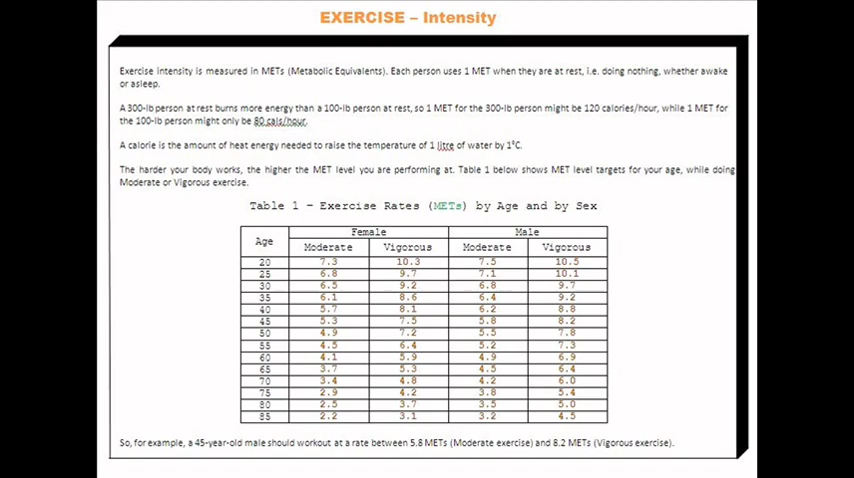 EXERCISE – Intensity
Exercise intensity is measured in METs (Metabolic Equivalents). Each person uses 1 MET when they are at rest, i.e. doing nothing, whether awake
or asleep.
A 300-lb person at rest burns more energy than a 100-lb person at rest, so 1 MET for the 300-lb person might be 120 calories/hour, while 1 MET for
the 100-lb person might only be 80 cals/hour.
A calorie is the amount of heat energy needed to raise the temperature of 1 litre of water by 1⁰C.
The harder your body works, the higher the MET level you are performing at. Table 1 below shows MET level targets for your age, while doing
Moderate or Vigorous exercise.
Table 1 – Exercise Rates (METs) by Age and by Sex
Age Female Male
Moderate Vigorous Moderate Vigorous
20 7.3 10.3 7.5 10.5
25 6.8 9.7 7.1 10.1
30 6.5 9.2 6.8 9.7
35 6.1 8.6 6.4 9.2
40 5.7 8.1 6.2 8.8
45 5.3 7.5 5.8 8.2
50 4.9 7.2 5.5 7.8
55 4.5 6.4 5.2 7.3
60 4.1 5.9 4.9 6.9
65 3.7 5.3 4.5 6.4
70 3.4 4.8 4.2 6.0
75 2.9 4.2 3.8 5.4
80 2.5 3.7 3.5 5.0
85 2.2 3.1 3.2 4.5
So, for example, a 45-year-old male should workout at a rate between 5.8 METs (Moderate exercise) and 8.2 METs (Vigorous exercise).